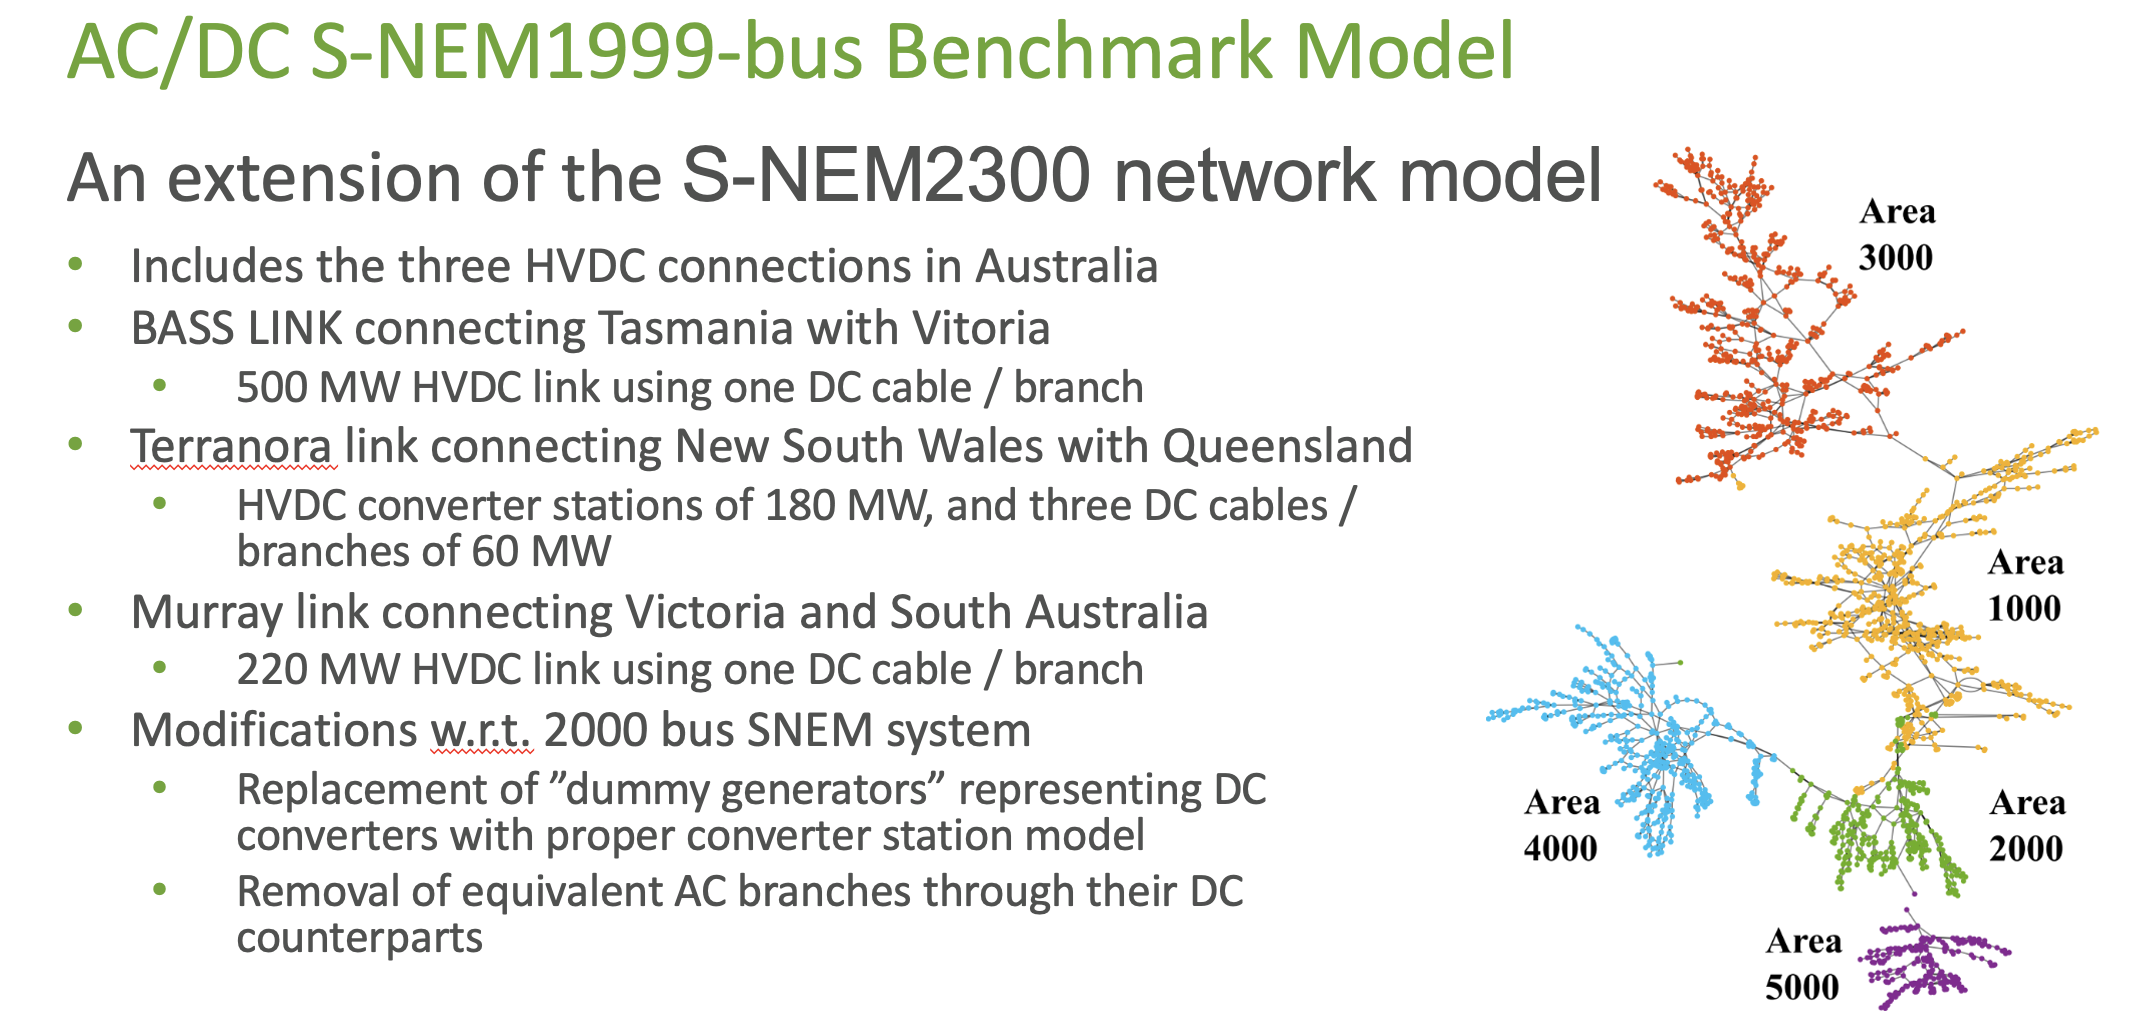 AC/DC S-NEM1999-bus Benchmark Model
An extension of the S-NEM2300 network model
• Includes the three HVDC connections in Australia
• BASS LINK connecting Tasmania with Vitoria
• 500 MW HVDC link using one DC cable / branch
• Terranora link connecting New South Wales with Queensland
• HVDC converter stations of 180 MW, and three DC cables /
branches of 60 MW
• Murray link connecting Victoria and South Australia
• 220 MW HVDC link using one DC cable / branch
• Modifications w.r.t. 2000 bus SNEM system
• Replacement of ”dummy generators” representing DC
converters with proper converter station model
• Removal of equivalent AC branches through their DC
counterparts
Area
3000
Area
1000
Area
4000
Area
2000
Area
5000